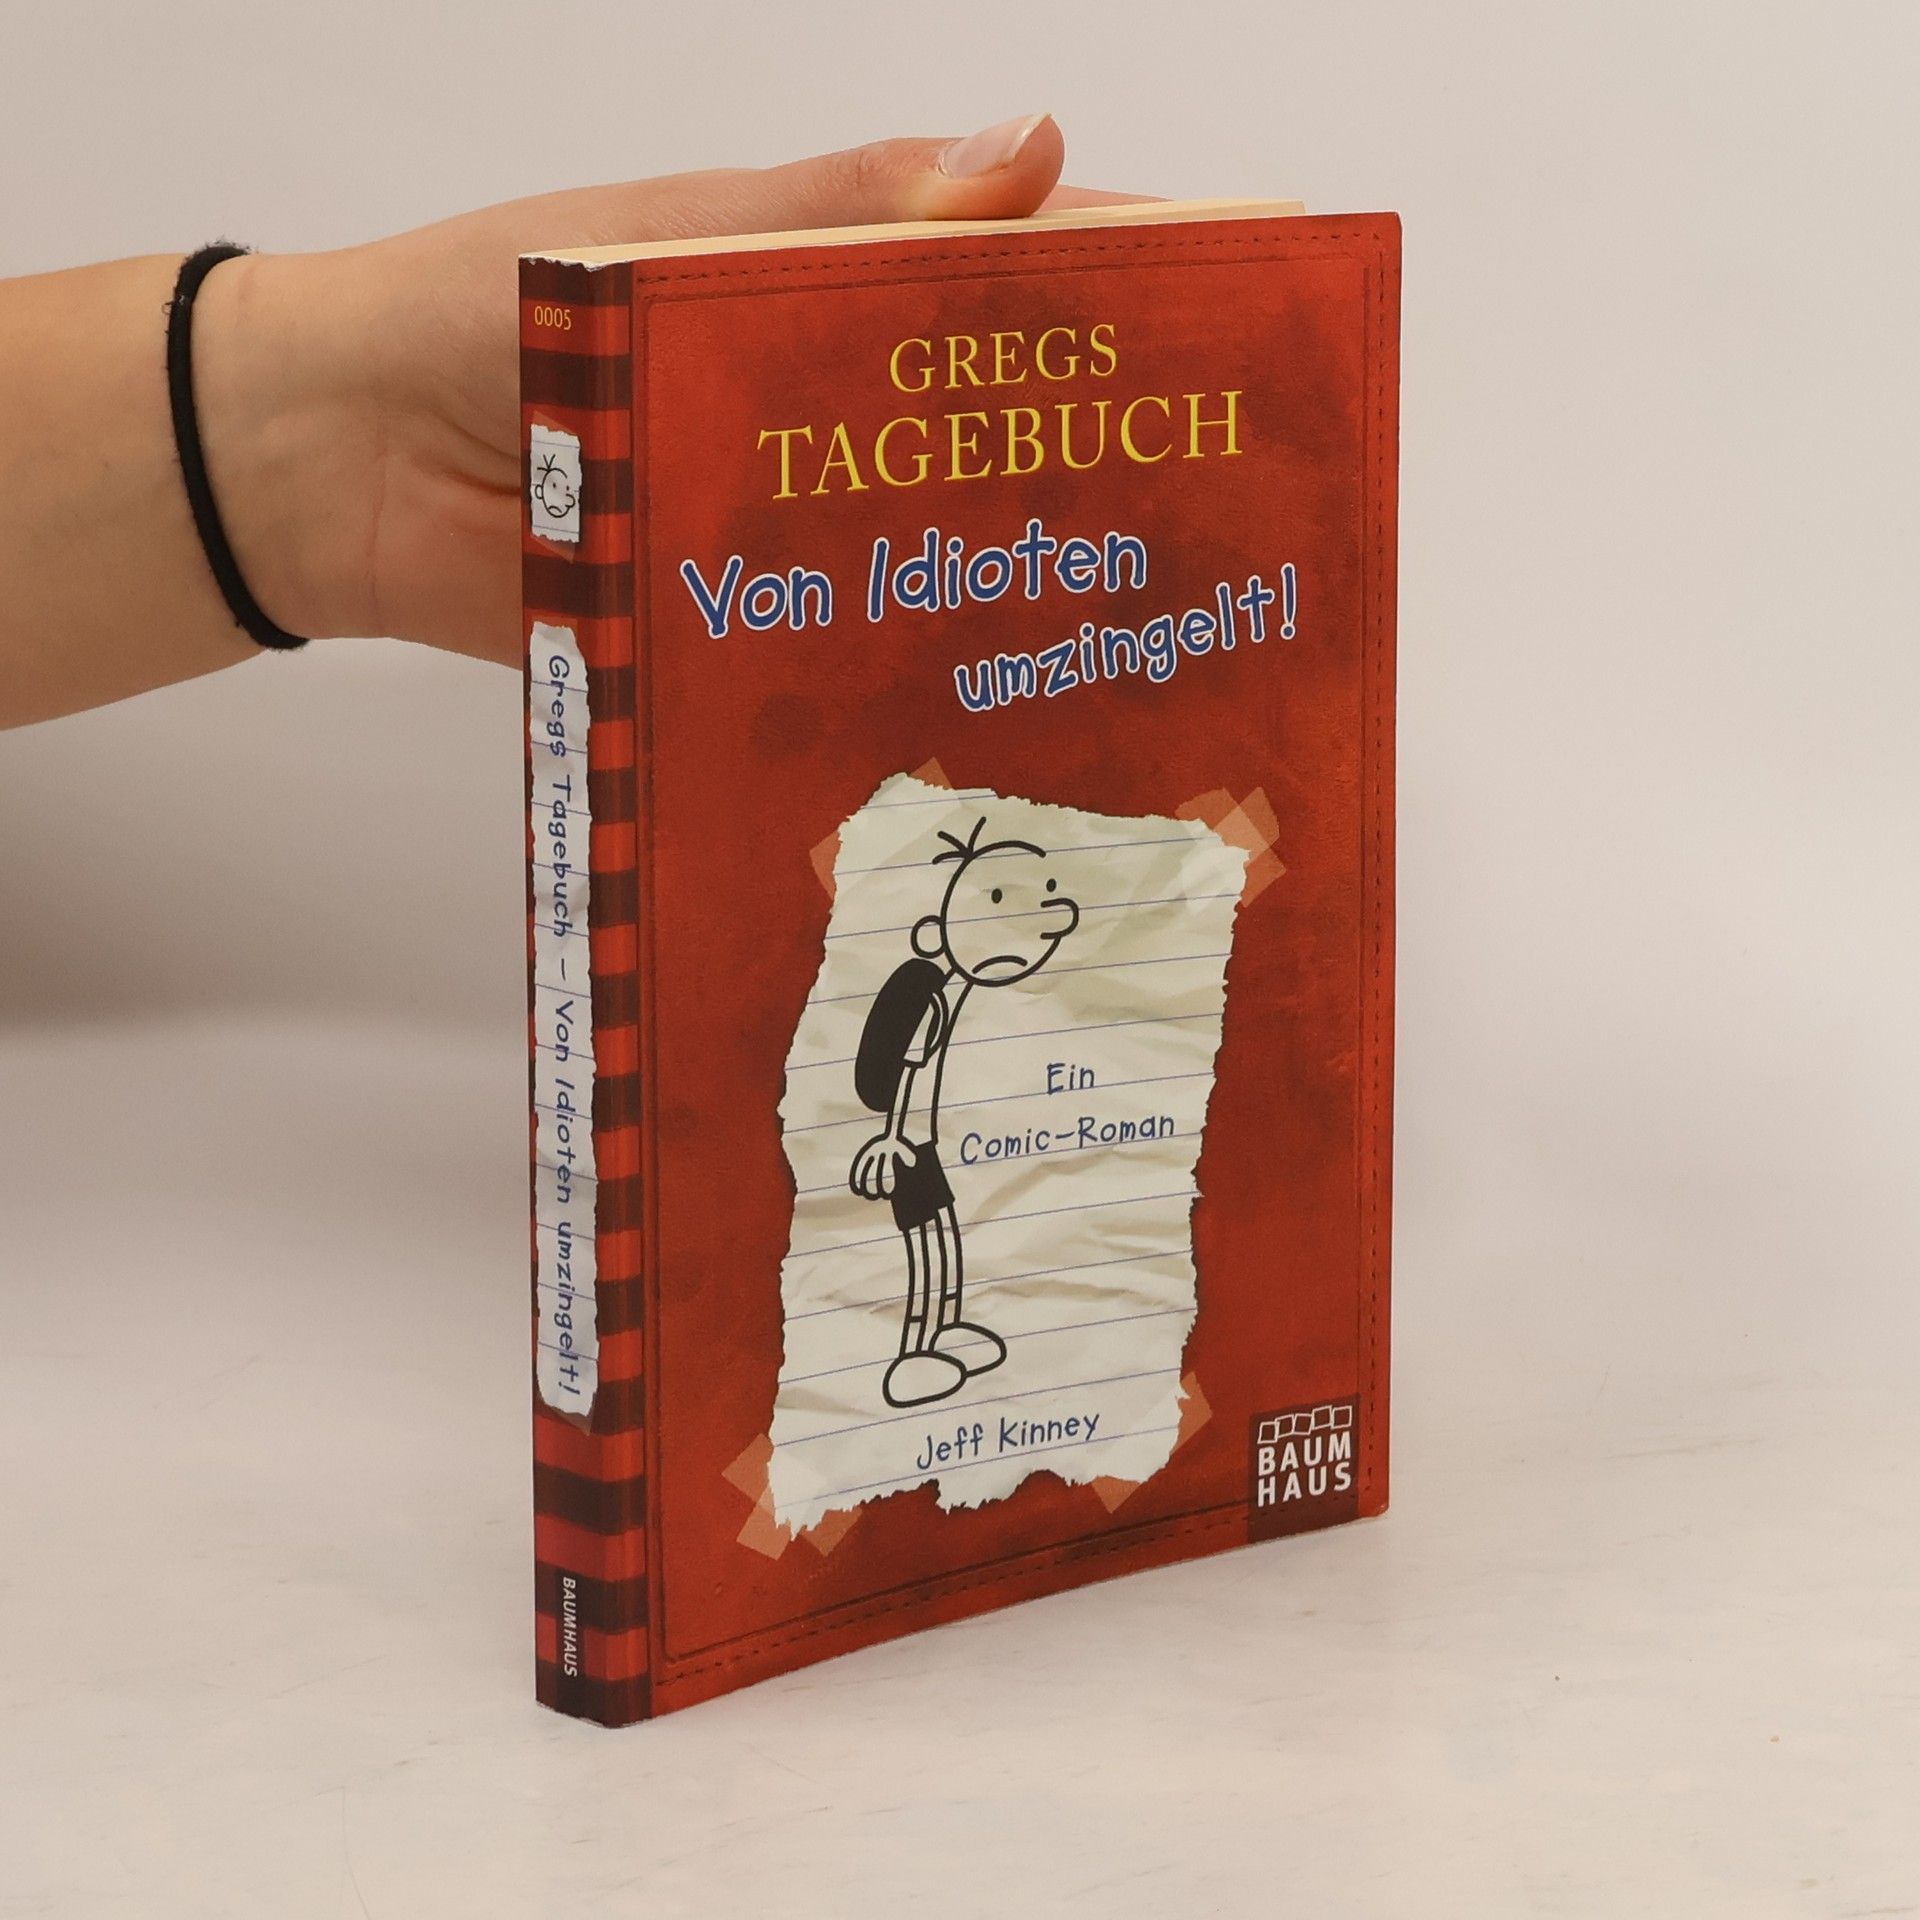 0005
Gregs Tagebuch – Von Idioten umzingelt!
BAUMHAUS
GREGS
TAGEBUCH
Von Idioten
umzingelt!
Ein
Comic-Roman
Jeff Kinney
BAUM
HAUS